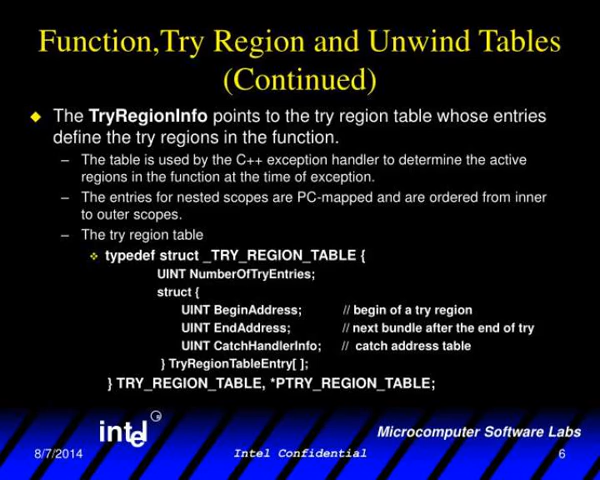 Function,Try Region and Unwind Tables
(Continued)
◆ The TryRegionInfo points to the try region table whose entries
define the try regions in the function.
– The table is used by the C++ exception handler to determine the active
regions in the function at the time of exception.
– The entries for nested scopes are PC-mapped and are ordered from inner
to outer scopes.
– The try region table
❖ typedef struct _TRY_REGION_TABLE {
UINT NumberOfTryEntries;
struct {
UINT BeginAddress; // begin of a try region
UINT EndAddress; // next bundle after the end of try
UINT CatchHandlerInfo; // catch address table
} TryRegionTableEntry[ ];
} TRY_REGION_TABLE, *PTRY_REGION_TABLE;
intel ®
Microcomputer Software Labs
8/7/2014 Intel Confidential 6